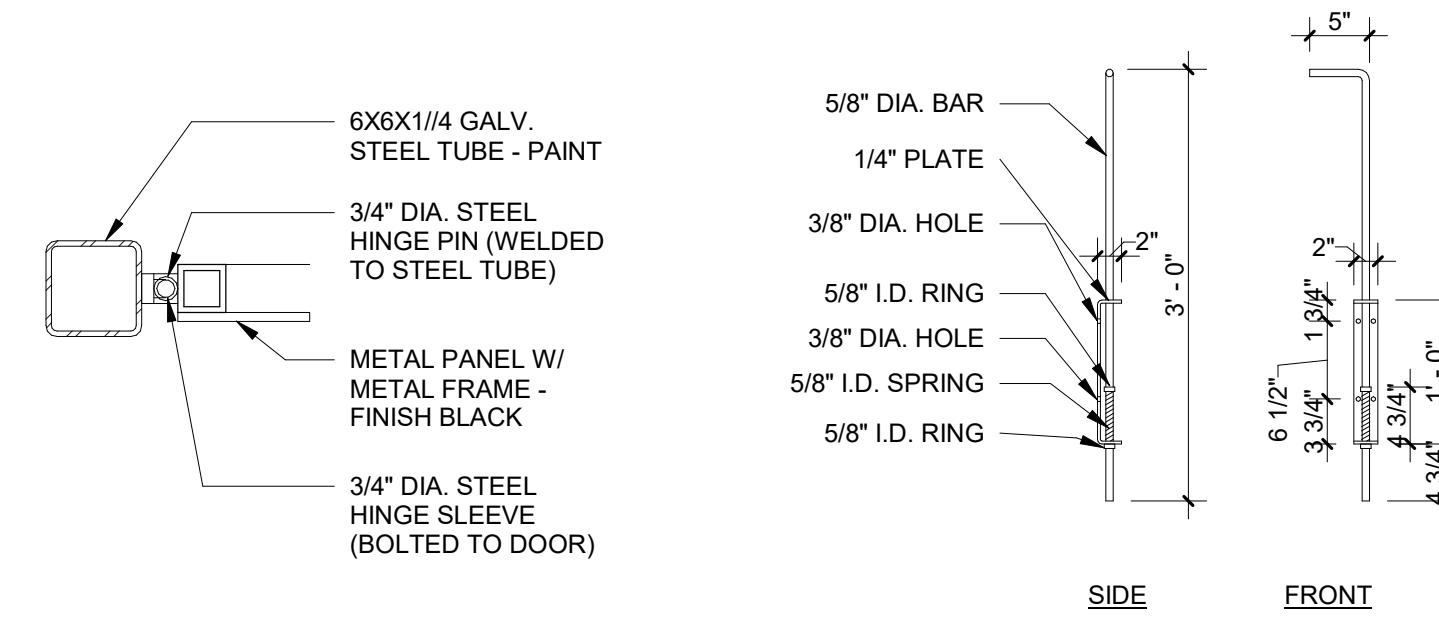 6X6X1//4 GALV.
STEEL TUBE - PAINT
3/4" DIA. STEEL
HINGE PIN (WELDED
TO STEEL TUBE)
METAL PANEL W/
METAL FRAME -
FINISH BLACK
3/4" DIA. STEEL
HINGE SLEEVE
(BOLTED TO DOOR)
5/8" DIA. BAR
1/4" PLATE
3/8" DIA. HOLE
5/8" I.D. RING
3/8" DIA. HOLE
5/8" I.D. SPRING
5/8" I.D. RING
2"
3' - 0"
SIDE
5"
2"
1 3/4"
6 1/2"
3 3/4"
4 3/4"
1' - 0"
4 3/4"
FRONT